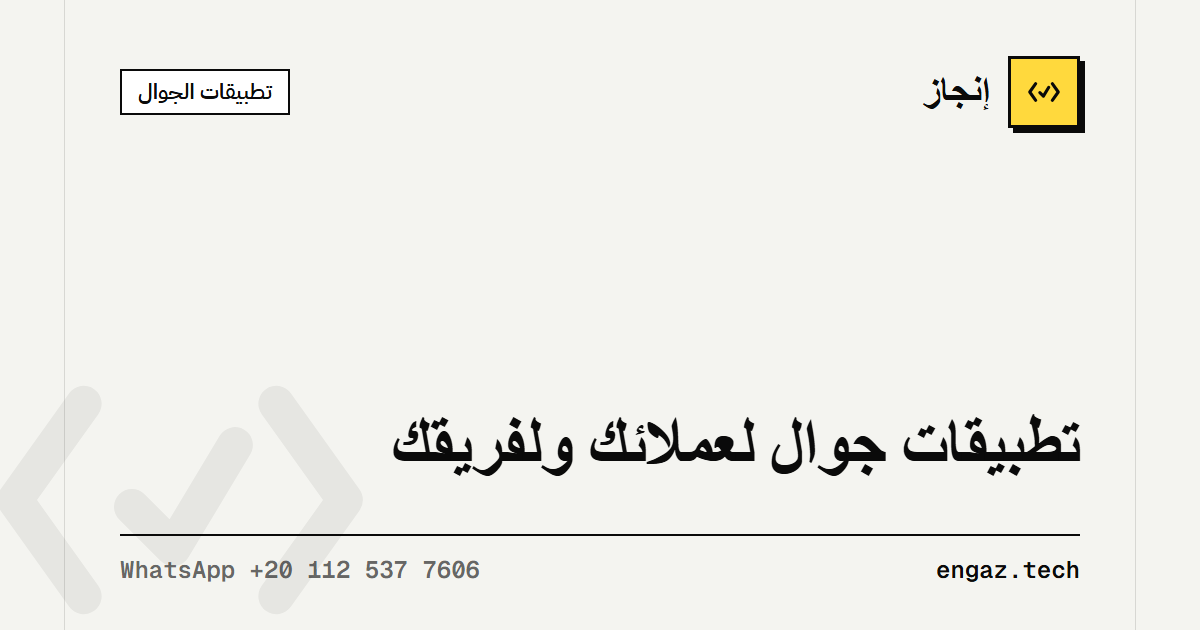 إنجاز
تطبيقات الجوال
تطبيقات جوال لعملائك ولفريقك
engaz.tech
WhatsApp +20 112 537 7606